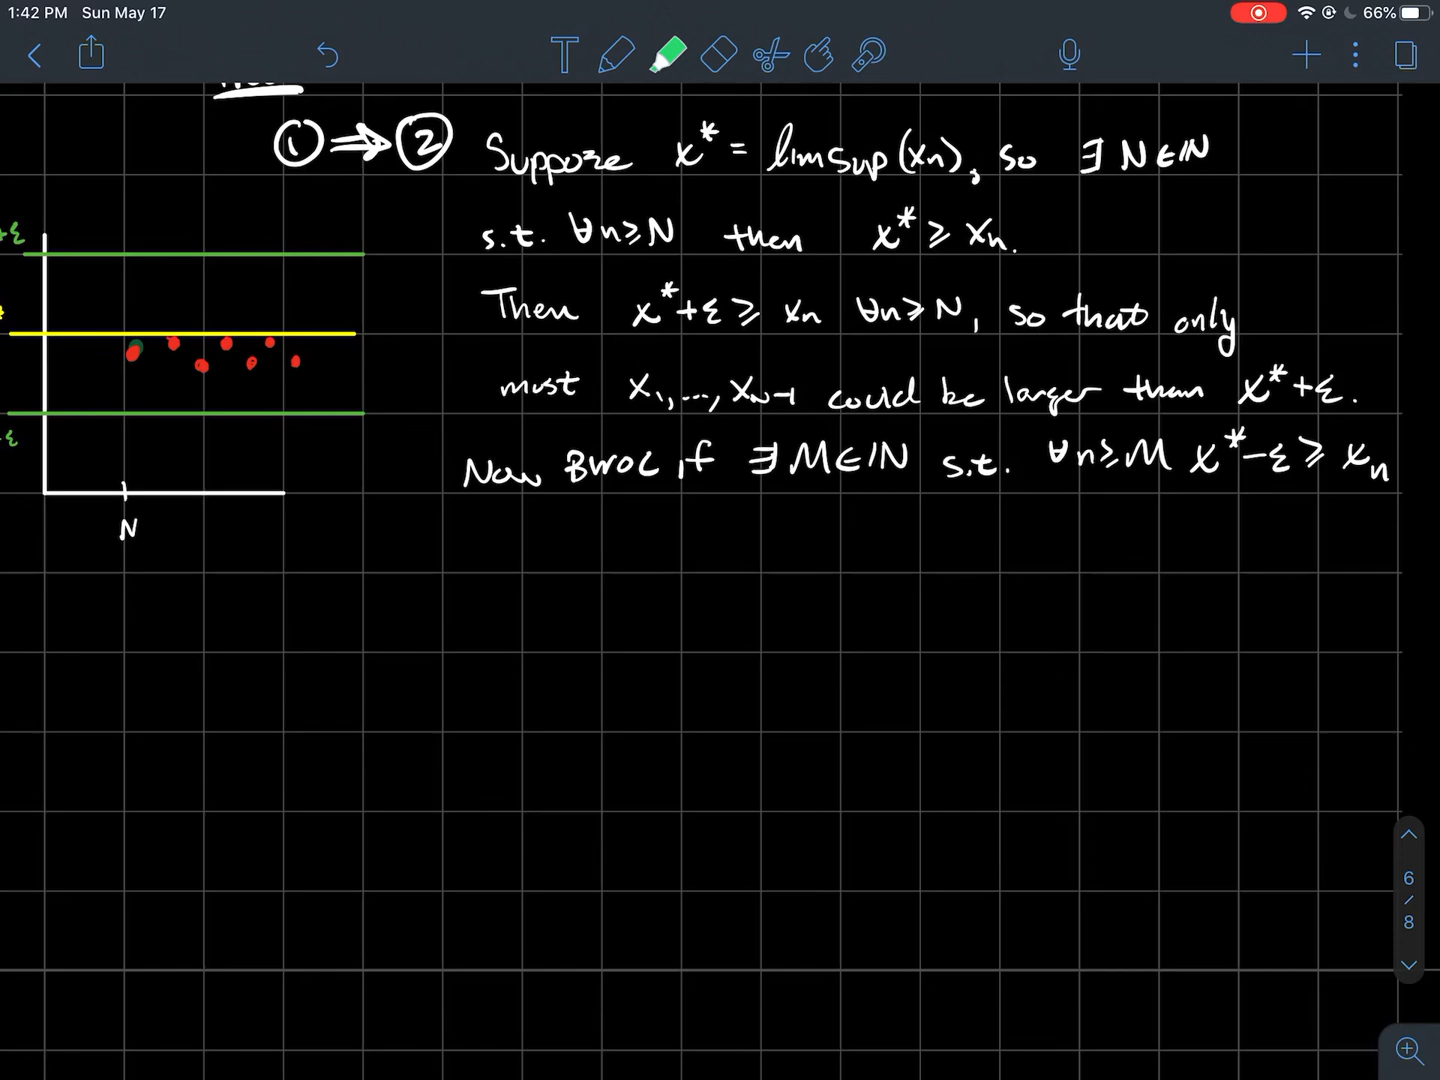 1:42 PM Sun May 17
66%
① ⇒ ② Suppose x* = limsup(xn), so ∃ N∈ℕ
s.t. ∀n≥N then x* ≥ xn.
Then x*+ε ≥ xn ∀n≥N, so that only
most x1,...,xN-1 could be larger than x*+ε.
Now BWOC if ∃M∈ℕ s.t. ∀n≥M x*-ε ≥ xn
+ε
*
-ε
N
6
/
8